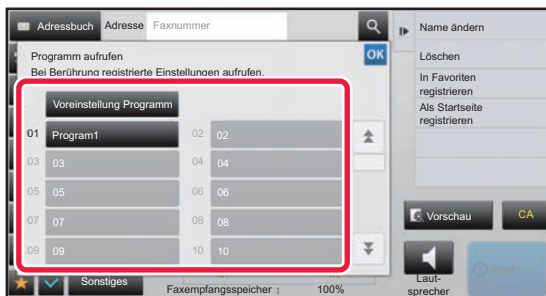 Adressbuch Adresse Faxnummer
Programm aufrufen OK
Bei Berührung registrierte Einstellungen aufrufen.
Voreinstellung Programm
01 Program1 02 02
03 03 04 04
05 05 06 06
07 07 08 08
09 09 10 10
Sonstiges
Faxempfangsspeicher : 100%
Name ändern
Löschen
In Favoriten
registrieren
Als Startseite
registrieren
Vorschau CA
Laut-
sprecher
Start